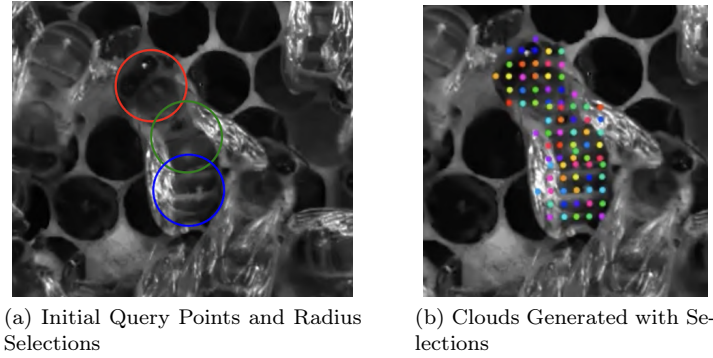 (a) Initial Query Points and Radius
Selections
(b) Clouds Generated with Se-
lections